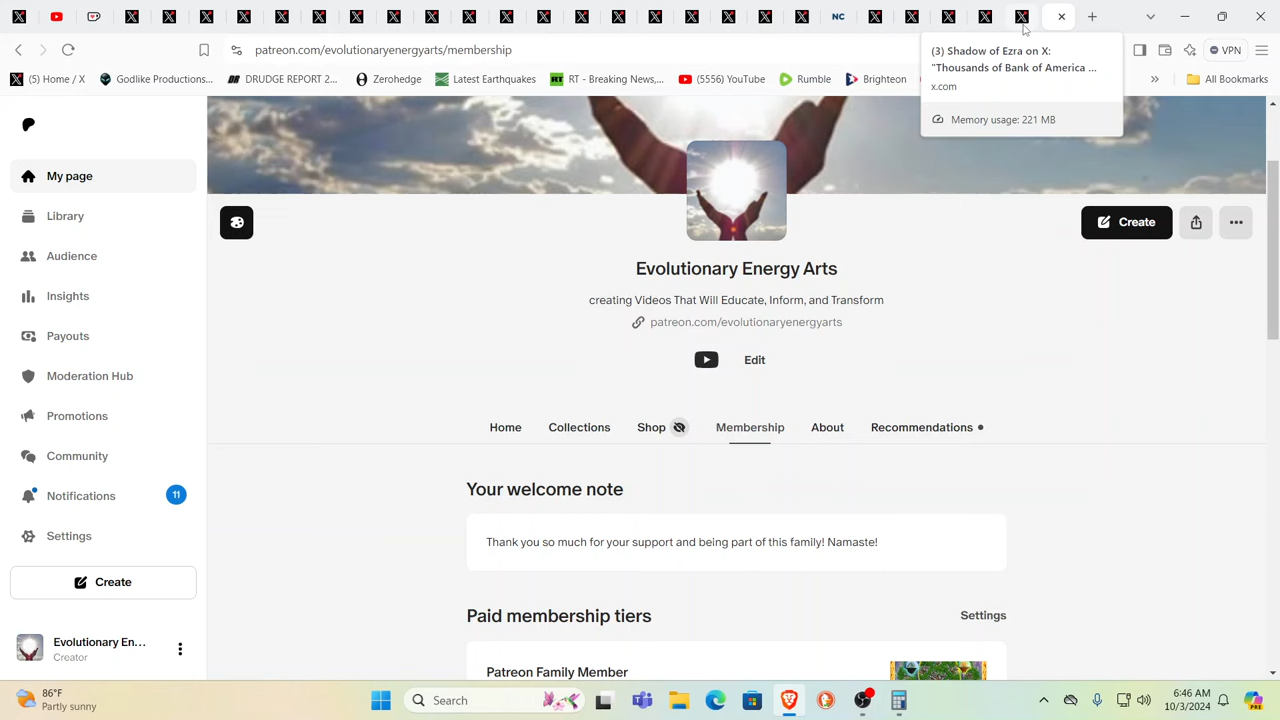 NC
patreon.com/evolutionaryenergyarts/membership
VPN
(3) Shadow of Ezra on X:
"Thousands of Bank of America ...
x.com
Memory usage: 221 MB
(5) Home / X
Godlike Productions...
DRUDGE REPORT 2...
Zerohedge
Latest Earthquakes
RT - Breaking News,...
(5556) YouTube
Rumble
Brighteon
»
All Bookmarks
My page
Library
Audience
Insights
Payouts
Moderation Hub
Promotions
Community
Notifications 11
Settings
Create
Evolutionary En...
Creator
Create
Evolutionary Energy Arts
creating Videos That Will Educate, Inform, and Transform
patreon.com/evolutionaryenergyarts
Edit
Home Collections Shop Membership About Recommendations
Your welcome note
Thank you so much for your support and being part of this family! Namaste!
Paid membership tiers
Settings
Patreon Family Member
86°F
Partly sunny
Search
6:46 AM
10/3/2024
PRE